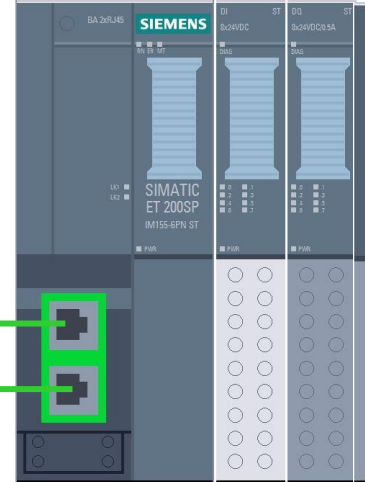 BA 2xRJ45
SIEMENS
DI ST
8x24VDC
DQ ST
8x24VDC/0.5A
RN ER MT
DIAG
DIAG
LK1
LK2
SIMATIC
ET 200SP
IM155-6PN ST
.0 .1
.2 .3
.4 .5
.6 .7
.0 .1
.2 .3
.4 .5
.6 .7
PWR
PWR
PWR